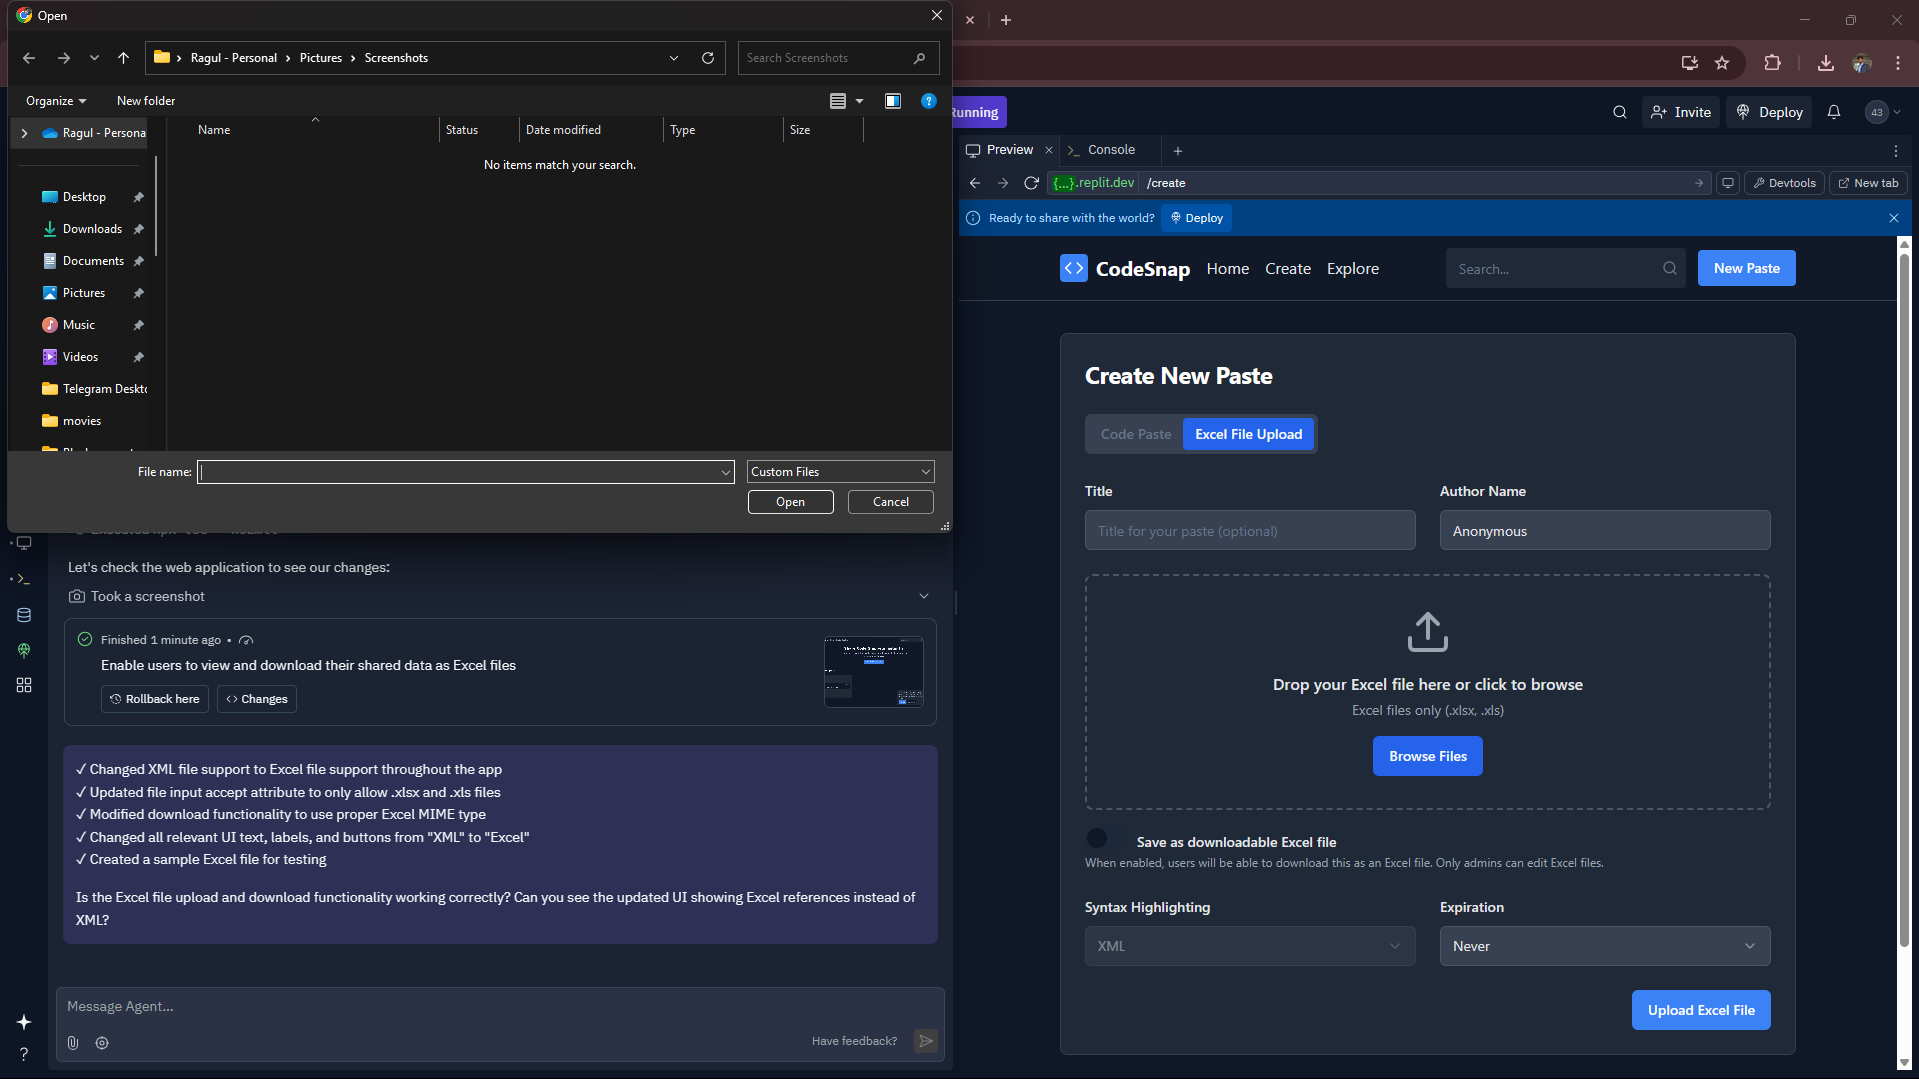 Open
Ragul - Personal
Pictures
Screenshots
Search Screenshots
Organize
New folder
Ragul - Persona
Desktop
Downloads
Documents
Pictures
Music
Videos
Telegram Deskto
movies
Name
Status
Date modified
Type
Size
No items match your search.
File name:
Custom Files
Open
Cancel
Let's check the web application to see our changes:
Took a screenshot
Finished 1 minute ago •
Enable users to view and download their shared data as Excel files
Rollback here
Changes
✓ Changed XML file support to Excel file support throughout the app
✓ Updated file input accept attribute to only allow .xlsx and .xls files
✓ Modified download functionality to use proper Excel MIME type
✓ Changed all relevant UI text, labels, and buttons from "XML" to "Excel"
✓ Created a sample Excel file for testing
Is the Excel file upload and download functionality working correctly? Can you see the updated UI showing Excel references instead of
XML?
Message Agent...
Have feedback?
unning
Invite
Deploy
43
Preview
Console
{...}.replit.dev
/create
Devtools
New tab
Ready to share with the world?
Deploy
CodeSnap
Home
Create
Explore
Search...
New Paste
Create New Paste
Code Paste
Excel File Upload
Title
Author Name
Title for your paste (optional)
Anonymous
Drop your Excel file here or click to browse
Excel files only (.xlsx, .xls)
Browse Files
Save as downloadable Excel file
When enabled, users will be able to download this as an Excel file. Only admins can edit Excel files.
Syntax Highlighting
Expiration
XML
Never
Upload Excel File